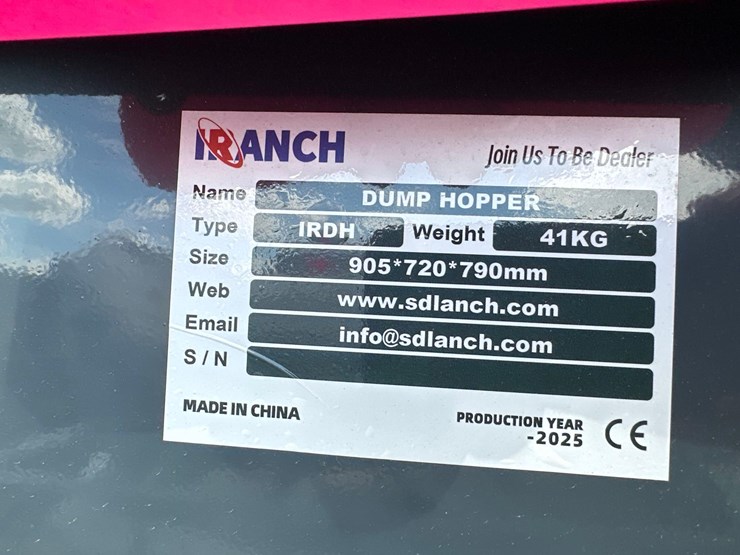 IRANCH
Join Us To Be Dealer
Name DUMP HOPPER
Type IRDH Weight 41KG
Size 905*720*790mm
Web www.sdlanch.com
Email info@sdlanch.com
S / N
MADE IN CHINA
PRODUCTION YEAR
-2025
CE